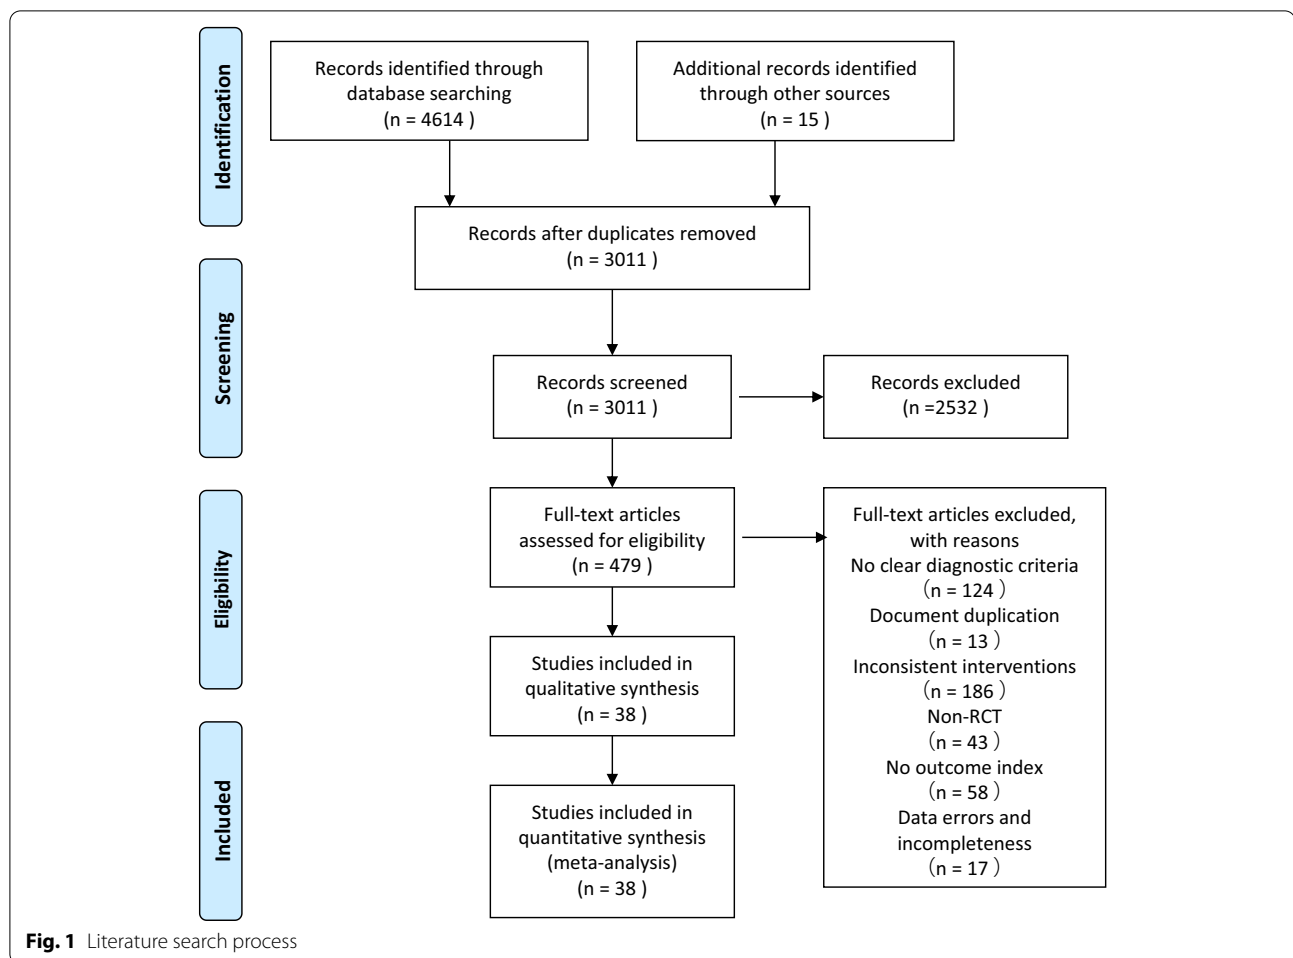 Identification
Records identified through
database searching
(n = 4614 )
Additional records identified
through other sources
(n = 15 )
Records after duplicates removed
(n = 3011 )
Screening
Records screened
(n = 3011 )
Records excluded
(n =2532 )
Eligibility
Full-text articles
assessed for eligibility
(n = 479 )
Full-text articles excluded,
with reasons
No clear diagnostic criteria
（n = 124 ）
Document duplication
（n = 13 ）
Inconsistent interventions
（n = 186 ）
Non-RCT
（n = 43 ）
No outcome index
（n = 58 ）
Data errors and
incompleteness
（n = 17 ）
Studies included in
qualitative synthesis
(n = 38 )
Included
Studies included in
quantitative synthesis
(meta-analysis)
(n = 38 )
Fig. 1 Literature search process